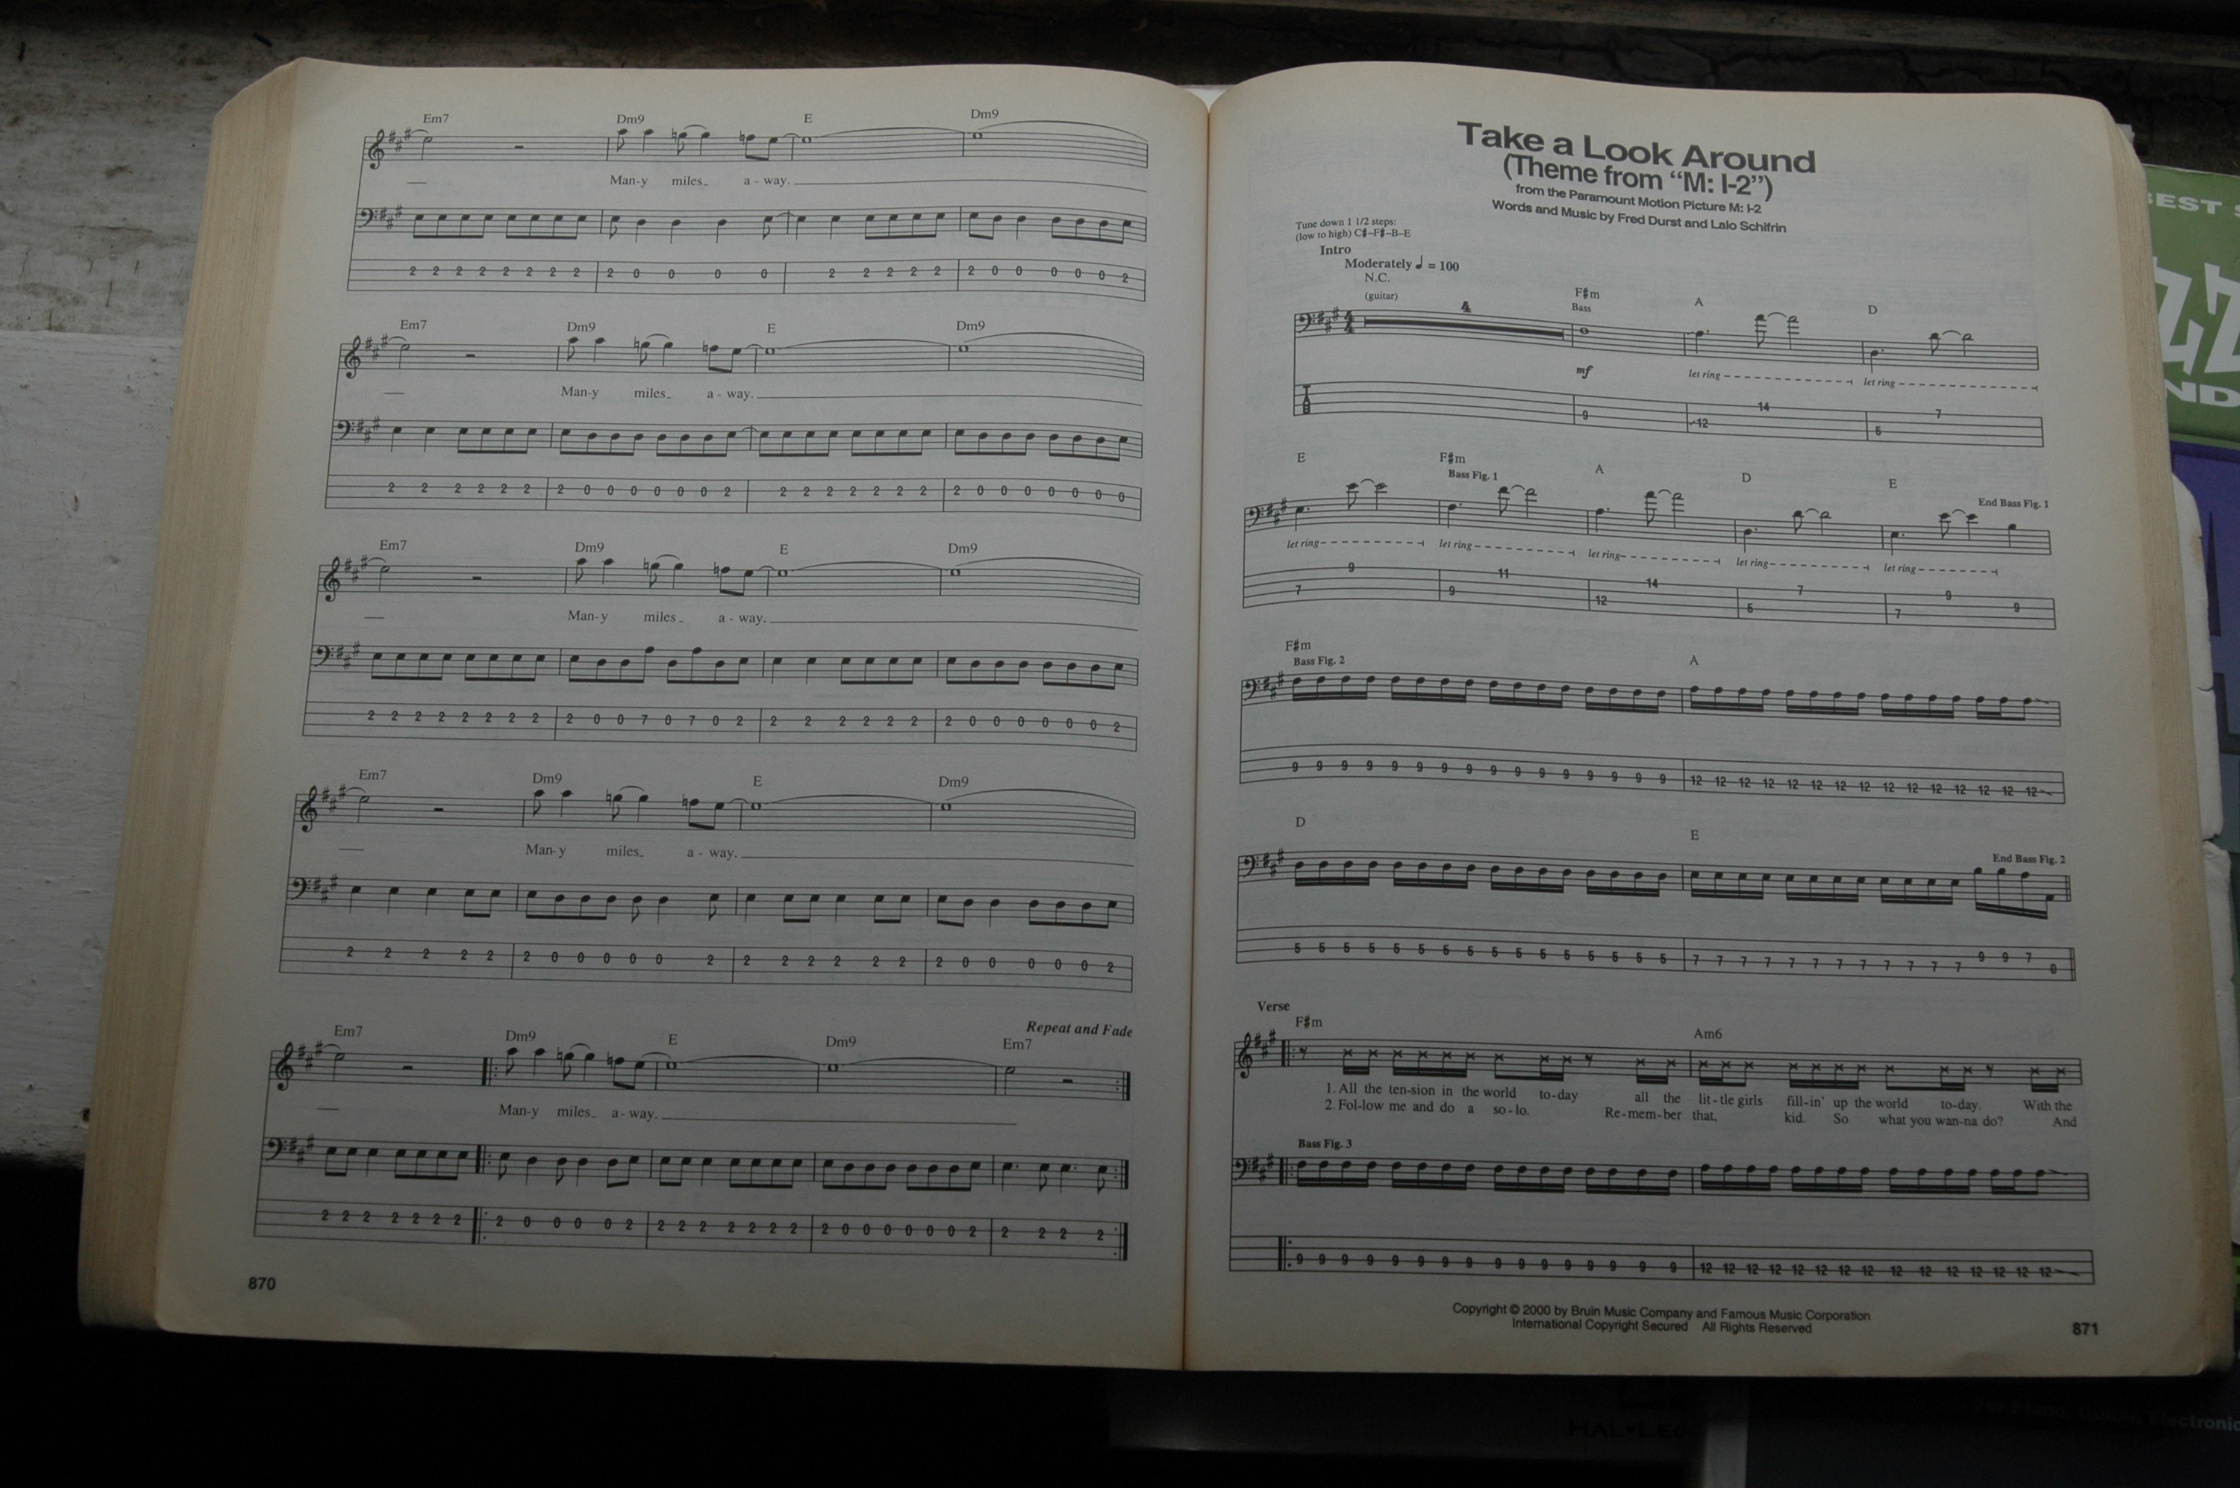 Em7 Dm9 E Dm9
Man-y miles a - way.
2 2 2 2 2 2 2 2 2 0 0 0 0 2 2 2 2 2 2 0 0 0 0 0 2
Em7 Dm9 E Dm9
Man-y miles a - way.
2 2 2 2 2 2 2 0 0 0 0 0 0 2 2 2 2 2 2 2 2 2 0 0 0 0 0 0 0
Em7 Dm9 E Dm9
Man-y miles a - way.
2 2 2 2 2 2 2 2 2 0 0 7 0 7 0 2 2 2 2 2 2 2 2 0 0 0 0 0 0 2
Em7 Dm9 E Dm9
Man-y miles a - way.
2 2 2 2 2 2 0 0 0 0 0 2 2 2 2 2 2 2 2 0 0 0 0 0 2
Repeat and Fade
Em7 Dm9 E Dm9 Em7
Man-y miles a - way.
2 2 2 2 2 2 2 2 0 0 0 0 2 2 2 2 2 2 2 2 2 0 0 0 0 0 0 2 2 2 2 2
870
Take a Look Around
(Theme from “M: I-2”)
from the Paramount Motion Picture M: I-2
Words and Music by Fred Durst and Lalo Schifrin
Tune down 1 1/2 steps:
(low to high) C♯–F♯–B–E
Intro
Moderately ♩ = 100
N.C.
(guitar) 4 F♯m A D
Bass
mf let ring let ring
9 12 14 5 7
E F♯m A D E
Bass Fig. 1 End Bass Fig. 1
let ring let ring let ring let ring let ring
7 9 9 11 12 14 5 7 7 9 9
F♯m A
Bass Fig. 2
9 9 9 9 9 9 9 9 9 9 9 9 9 9 9 9 12 12 12 12 12 12 12 12 12 12 12 12 12 12 12
D E
End Bass Fig. 2
5 5 5 5 5 5 5 5 5 5 5 5 5 5 5 5 7 7 7 7 7 7 7 7 7 7 7 7 9 9 7 0
Verse
F♯m Am6
1. All the ten-sion in the world to-day all the lit-tle girls fill-in' up the world to-day. With the
2. Fol-low me and do a so-lo. Re-mem-ber that, kid. So what you wan-na do? And
Bass Fig. 3
9 9 9 9 9 9 9 9 9 9 9 9 9 9 9 9 12 12 12 12 12 12 12 12 12 12 12 12 12 12 12
Copyright © 2000 by Bruin Music Company and Famous Music Corporation
International Copyright Secured All Rights Reserved
871
BEST
ND
HAL•LEO
Electronic